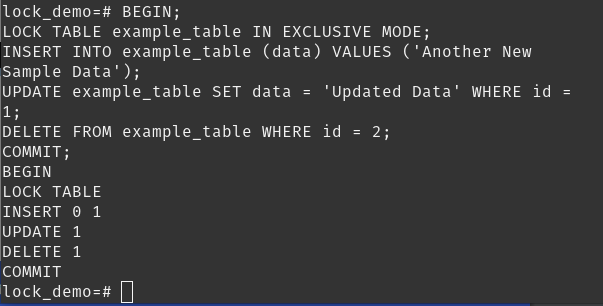 lock_demo=# BEGIN;
LOCK TABLE example_table IN EXCLUSIVE MODE;
INSERT INTO example_table (data) VALUES ('Another New
Sample Data');
UPDATE example_table SET data = 'Updated Data' WHERE id =
1;
DELETE FROM example_table WHERE id = 2;
COMMIT;
BEGIN
LOCK TABLE
INSERT 0 1
UPDATE 1
DELETE 1
COMMIT
lock_demo=#